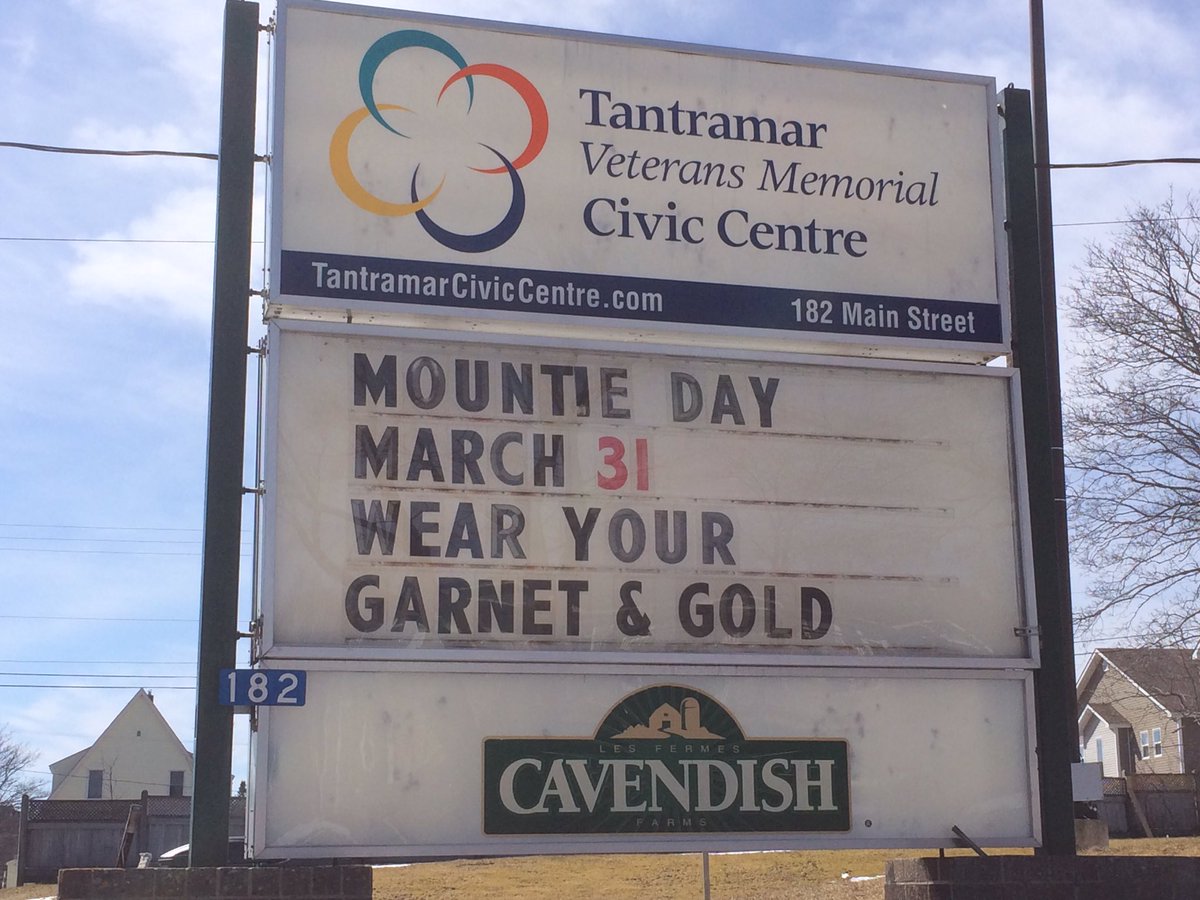 Tantramar
Veterans Memorial
Civic Centre
TantramarCivicCentre.com 182 Main Street
MOUNTIE DAY
MARCH 31
WEAR YOUR
GARNET & GOLD
182
LES FERMES
CAVENDISH
FARMS
®